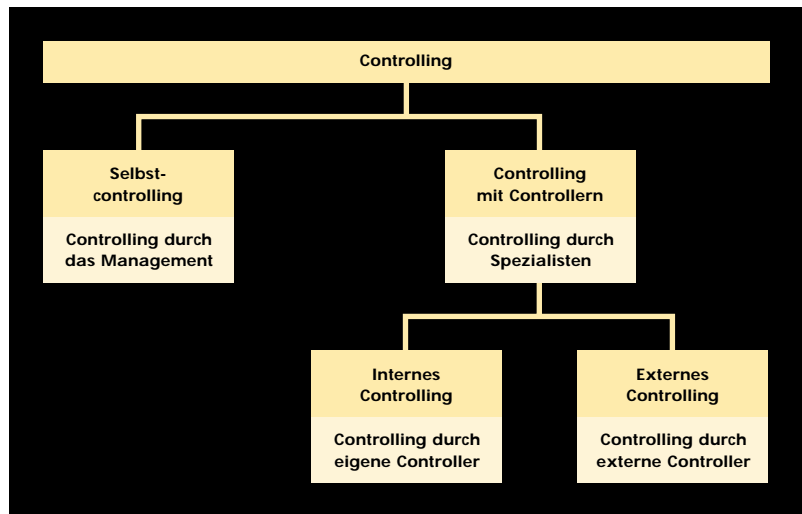 Controlling
Selbst-
controlling
Controlling durch
das Management
Controlling
mit Controllern
Controlling durch
Spezialisten
Internes
Controlling
Controlling durch
eigene Controller
Externes
Controlling
Controlling durch
externe Controller